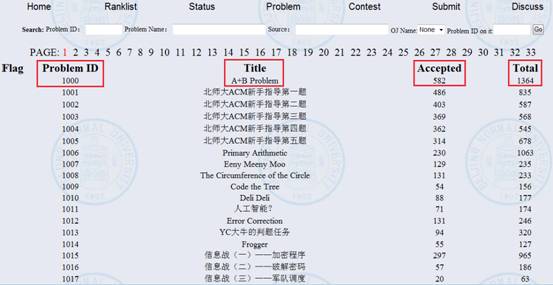 Home Ranklist Status Problem Contest Submit Discuss
Search: Problem ID: Problem Name: Source: OJ Name: None Problem ID on it: Go
PAGE: 1 2 3 4 5 6 7 8 9 10 11 12 13 14 15 16 17 18 19 20 21 22 23 24 25 26 27 28 29 30 31 32 33
Flag Problem ID Title Accepted Total
1000 A+B Problem 582 1364
1001 北师大ACM新手指导第一题 486 835
1002 北师大ACM新手指导第二题 403 587
1003 北师大ACM新手指导第三题 369 568
1004 北师大ACM新手指导第四题 362 545
1005 北师大ACM新手指导第五题 314 678
1006 Primary Arithmetic 230 1063
1007 Eeny Meeny Moo 129 235
1008 The Circumference of the Circle 131 233
1009 Code the Tree 54 156
1010 Deli Deli 88 177
1011 人工智能? 71 174
1012 Error Correction 131 246
1013 YC大牛的判题任务 94 320
1014 Frogger 55 127
1015 信息战（一）——加密程序 297 965
1016 信息战（二）——破解密码 57 186
1017 信息战（三）——军队调度 20 63